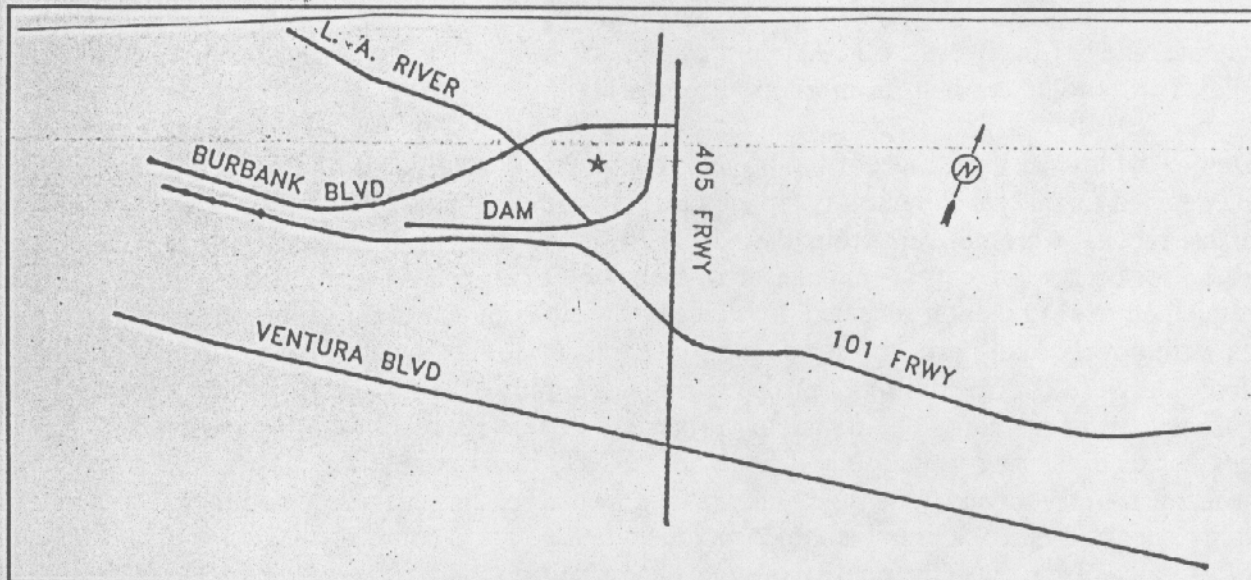 L. A. RIVER
BURBANK BLVD
DAM
405 FRWY
N
VENTURA BLVD
101 FRWY